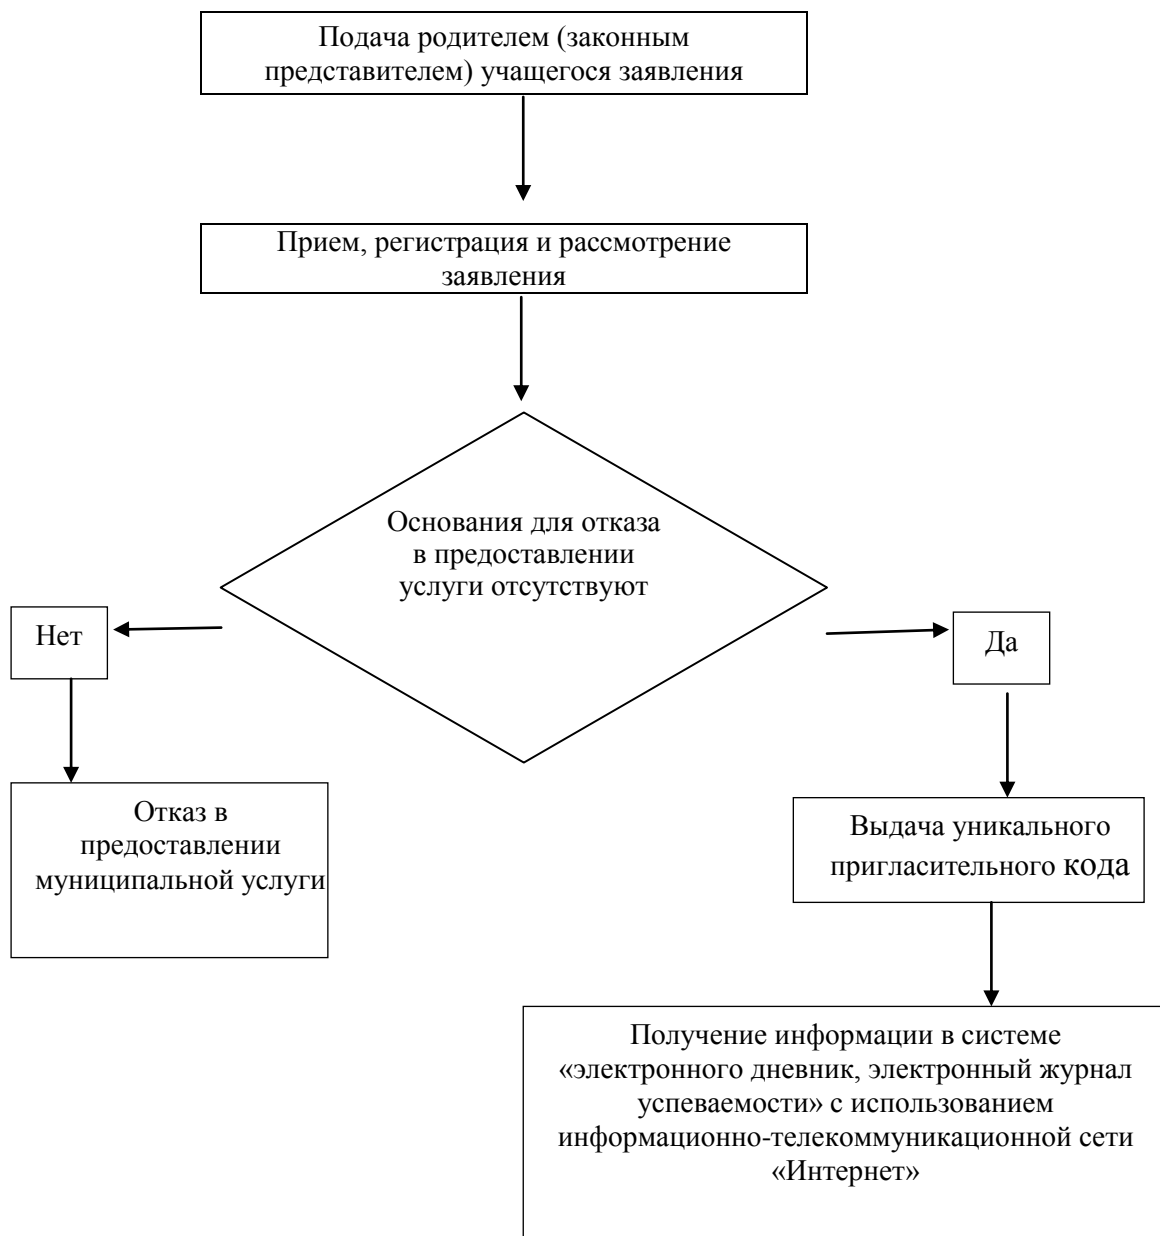 Подача родителем (законным
представителем) учащегося заявления
Прием, регистрация и рассмотрение
заявления
Основания для отказа
в предоставлении
услуги отсутствуют
Нет
Да
Отказ в
предоставлении
муниципальной услуги
Выдача уникального
пригласительного кода
Получение информации в системе
«электронного дневник, электронный журнал
успеваемости» с использованием
информационно-телекоммуникационной сети
«Интернет»